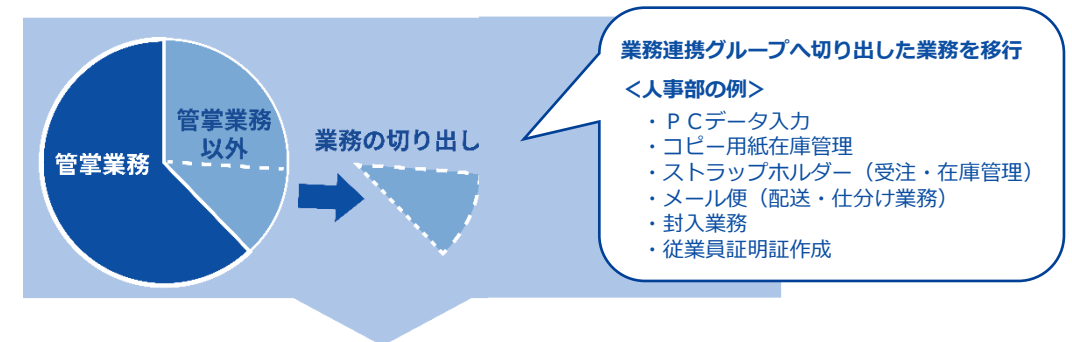 管掌業務
管掌業務
以外
業務の切り出し
業務連携グループへ切り出した業務を移行
＜人事部の例＞
・ＰＣデータ入力
・コピー用紙在庫管理
・ストラップホルダー（受注・在庫管理）
・メール便（配送・仕分け業務）
・封入業務
・従業員証明証作成